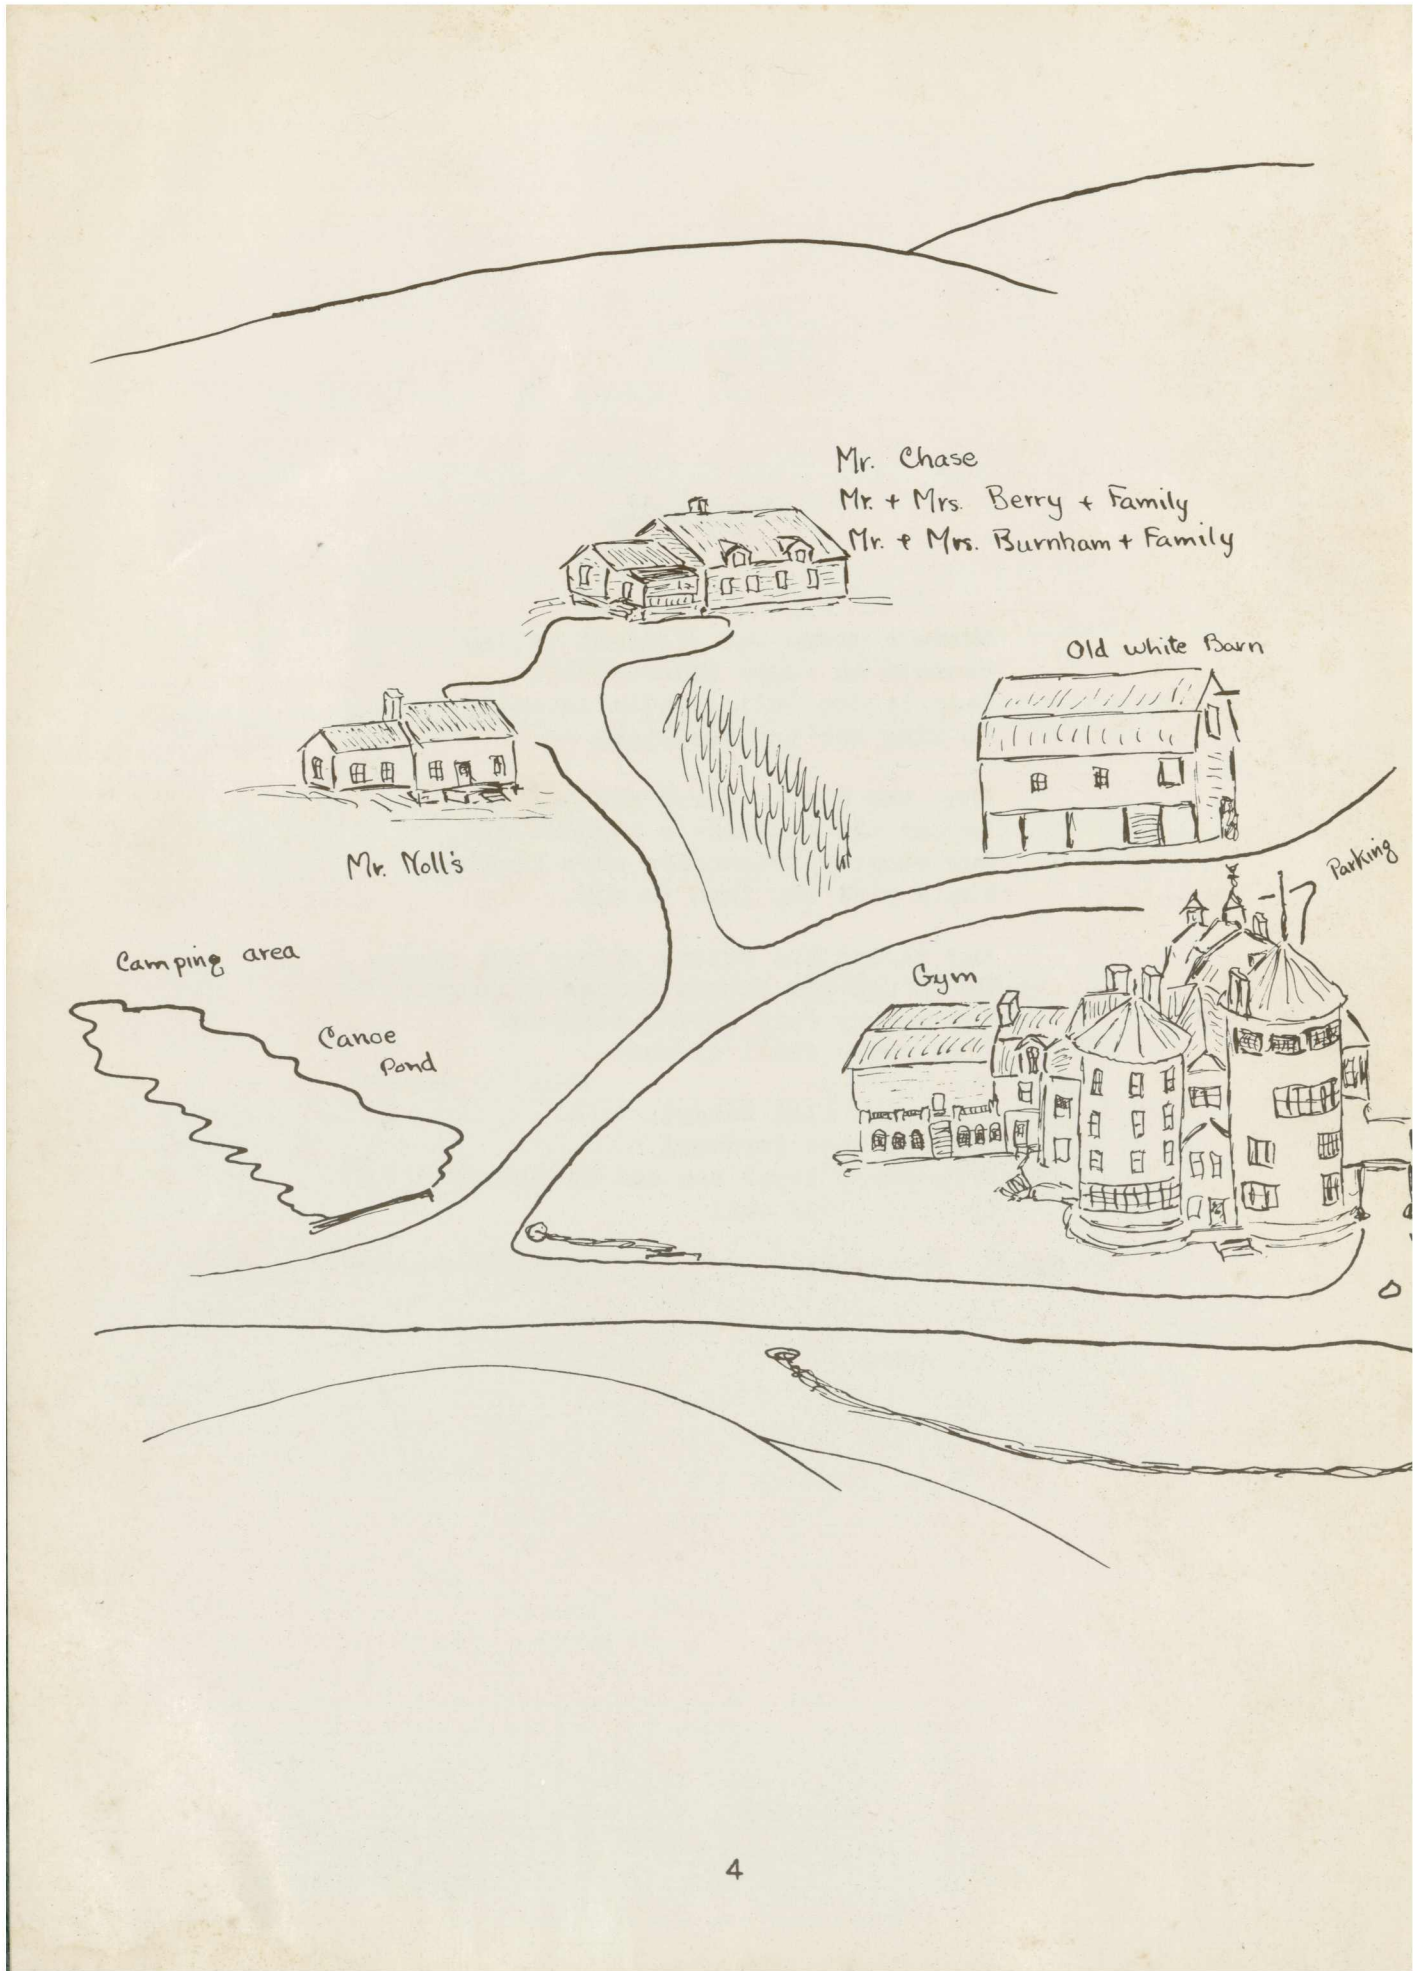 Mr. Chase
Mr. + Mrs. Berry + Family
Mr. + Mrs. Burnham + Family
Old white Barn
Mr. Noll's
Parking
Camping area
Gym
Canoe
Pond
4